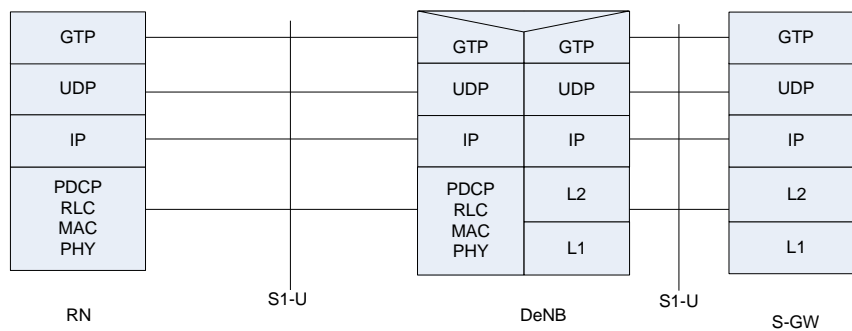 GTP
UDP
IP
PDCP
RLC
MAC
PHY
RN
S1-U
GTP
GTP
UDP
UDP
IP
IP
PDCP
RLC
MAC
PHY
L2
L1
DeNB
S1-U
GTP
UDP
IP
L2
L1
S-GW